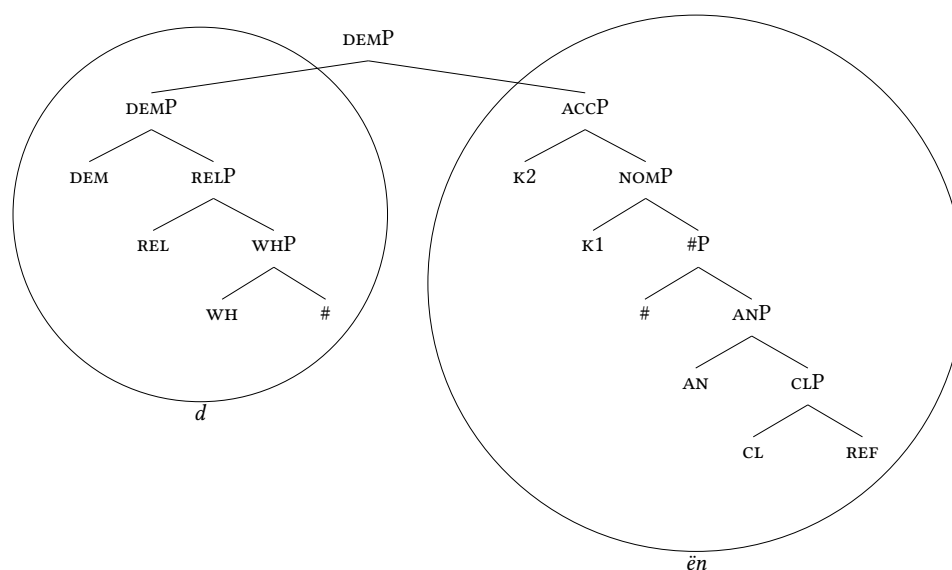 DEMP
DEMP ACCP
DEM RELP K2 NOMP
REL WHP K1 #P
WH # # ANP
AN CLP
d
CL REF
ën